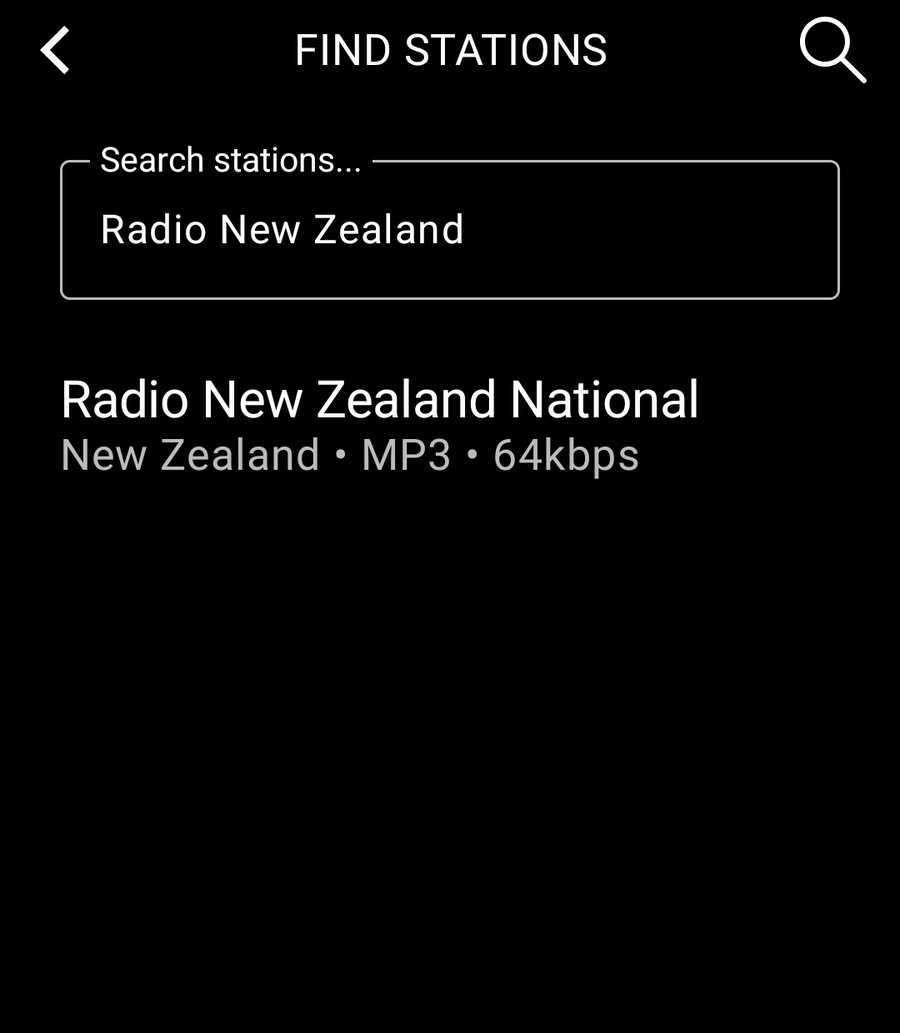 FIND STATIONS
Search stations...
Radio New Zealand
Radio New Zealand National
New Zealand • MP3 • 64kbps